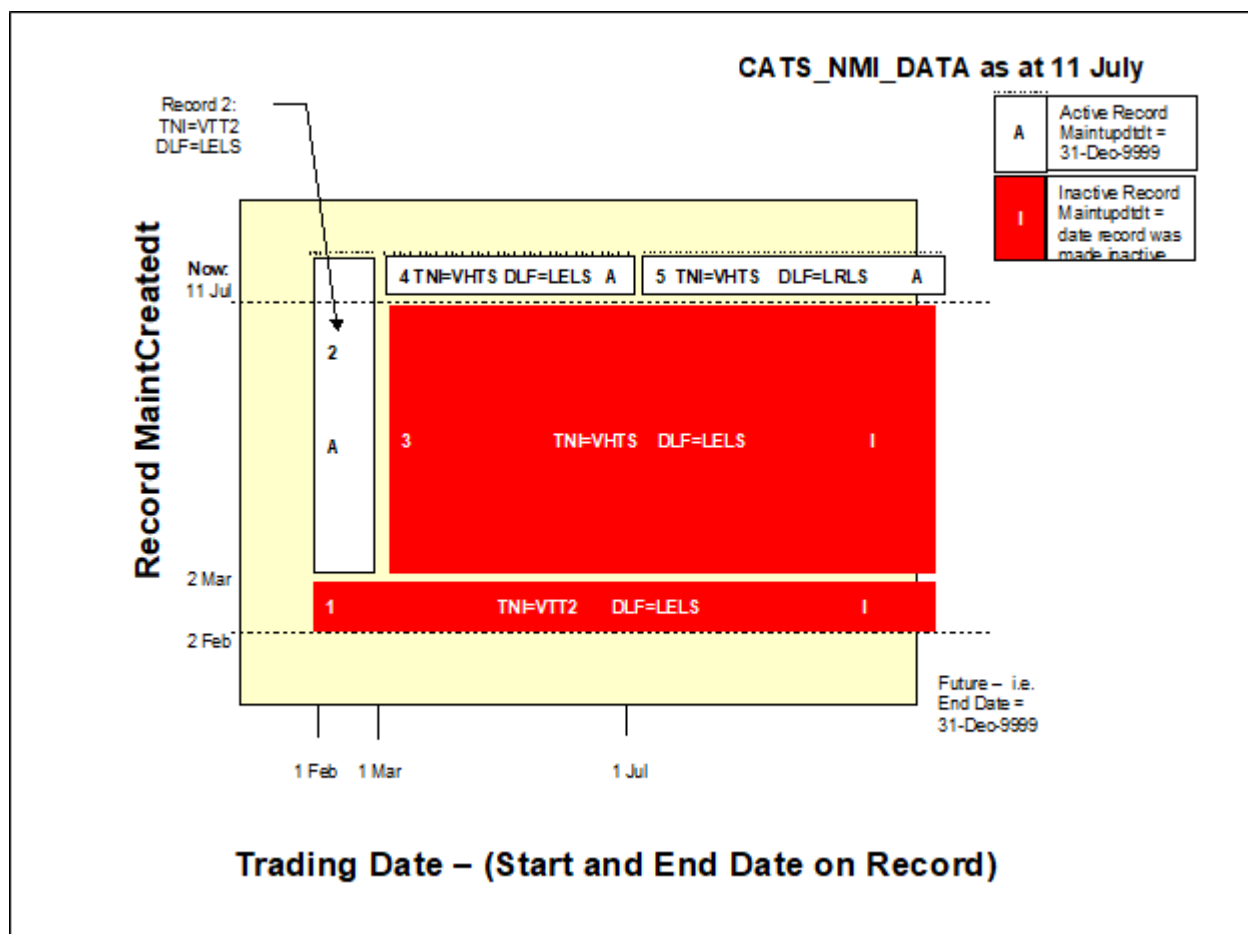 CATS_NMI_DATA as at 11 July
Record 2:
TNI=VTT2
DLF=LELS
A
Active Record
Maintupdtdt =
31-Dec-9999
I
Inactive Record
Maintupdtdt =
date record was
made inactive
Record MaintCreatedt
Now:
11 Jul
4 TNI=VHTS DLF=LELS A
5 TNI=VHTS DLF=LRLS A
2
A
3 TNI=VHTS DLF=LELS I
2 Mar
1 TNI=VTT2 DLF=LELS I
2 Feb
Future – i.e.
End Date =
31-Dec-9999
1 Feb
1 Mar
1 Jul
Trading Date – (Start and End Date on Record)